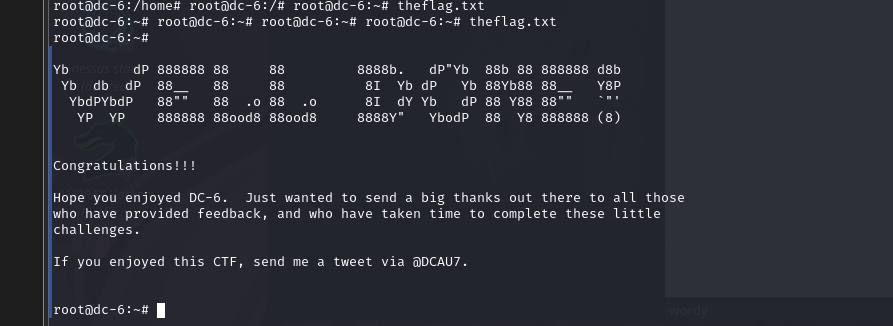 root@dc-6:/home# root@dc-6:/# root@dc-6:~# theflag.txt
root@dc-6:~# root@dc-6:~# root@dc-6:~# root@dc-6:~# theflag.txt
root@dc-6:~#
Yb        dP 888888 88     88         8888b.   dP"Yb  88b 88 888888 d8b
 Yb  db  dP  88__   88     88          8I  Yb dP   Yb 88Yb88 88__   Y8P
  YbdPYbdP   88""   88  .o 88  .o      8I  dY Yb   dP 88 Y88 88""   `"'
   YP  YP    888888 88ood8 88ood8     8888Y"   YbodP  88  Y8 888888 (8)
Congratulations!!!
Hope you enjoyed DC-6.  Just wanted to send a big thanks out there to all those
who have provided feedback, and who have taken time to complete these little
challenges.
If you enjoyed this CTF, send me a tweet via @DCAU7.
root@dc-6:~#
wordy